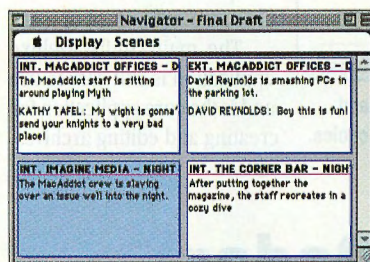 Navigator - Final Draft
Display Scenes
INT. MACADDICT OFFICES - D
The MacAddict staff is sitting
around playing Myth
KATHY TAFEL: My wight is gonna'
send your knights to a very bad
place!
EXT. MACADDICT OFFICES - D
David Reynolds is smashing PCs in
the parking lot.
DAVID REYNOLDS: Boy this is fun!
INT. IMAGINE MEDIA - NIGHT
The MacAddict crew is slaving
over an issue well into the night.
INT. THE CORNER BAR - NIGH
After putting together the
magazine, the staff recreates in a
cozy dive